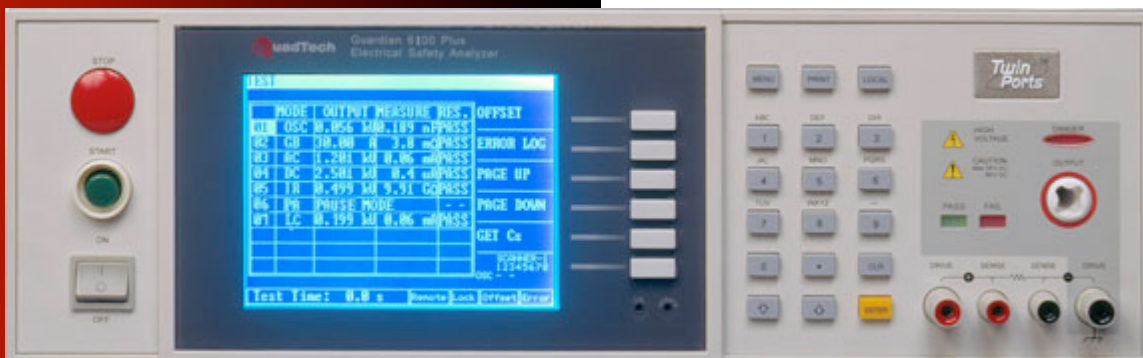 STOP
START
ON
OFF
QuadTech
Guardian 6100 Plus
Electrical Safety Analyzer
TEST
MODE OUTPUT MEASURE RES.
01 OSC 0.056 kV 0.189 nF PASS
02 GB 30.00 A 3.8 mΩ PASS
03 AC 1.201 kV 0.06 mA PASS
04 DC 2.501 kV 0.4 uA PASS
05 IR 0.499 kV 9.91 GΩ PASS
06 PA PAUSE MODE - -
07 LC 0.199 kV 0.06 mA PASS
OFFSET
ERROR LOG
PAGE UP
PAGE DOWN
GET Cs
SCANNER-1
12345678
OSC - -
Test Time: 0.0 s Remote Lock Offset Error
MENU PRINT LOCAL
ABC DEF GHI
1 2 3
JKL MNO PQRS
4 5 6
TUV WXYZ
7 8 9
0 • CLR
ENTER
Twin Ports
HIGH VOLTAGE
DANGER
CAUTION
OUTPUT
PASS FAIL
DRIVE SENSE SENSE DRIVE